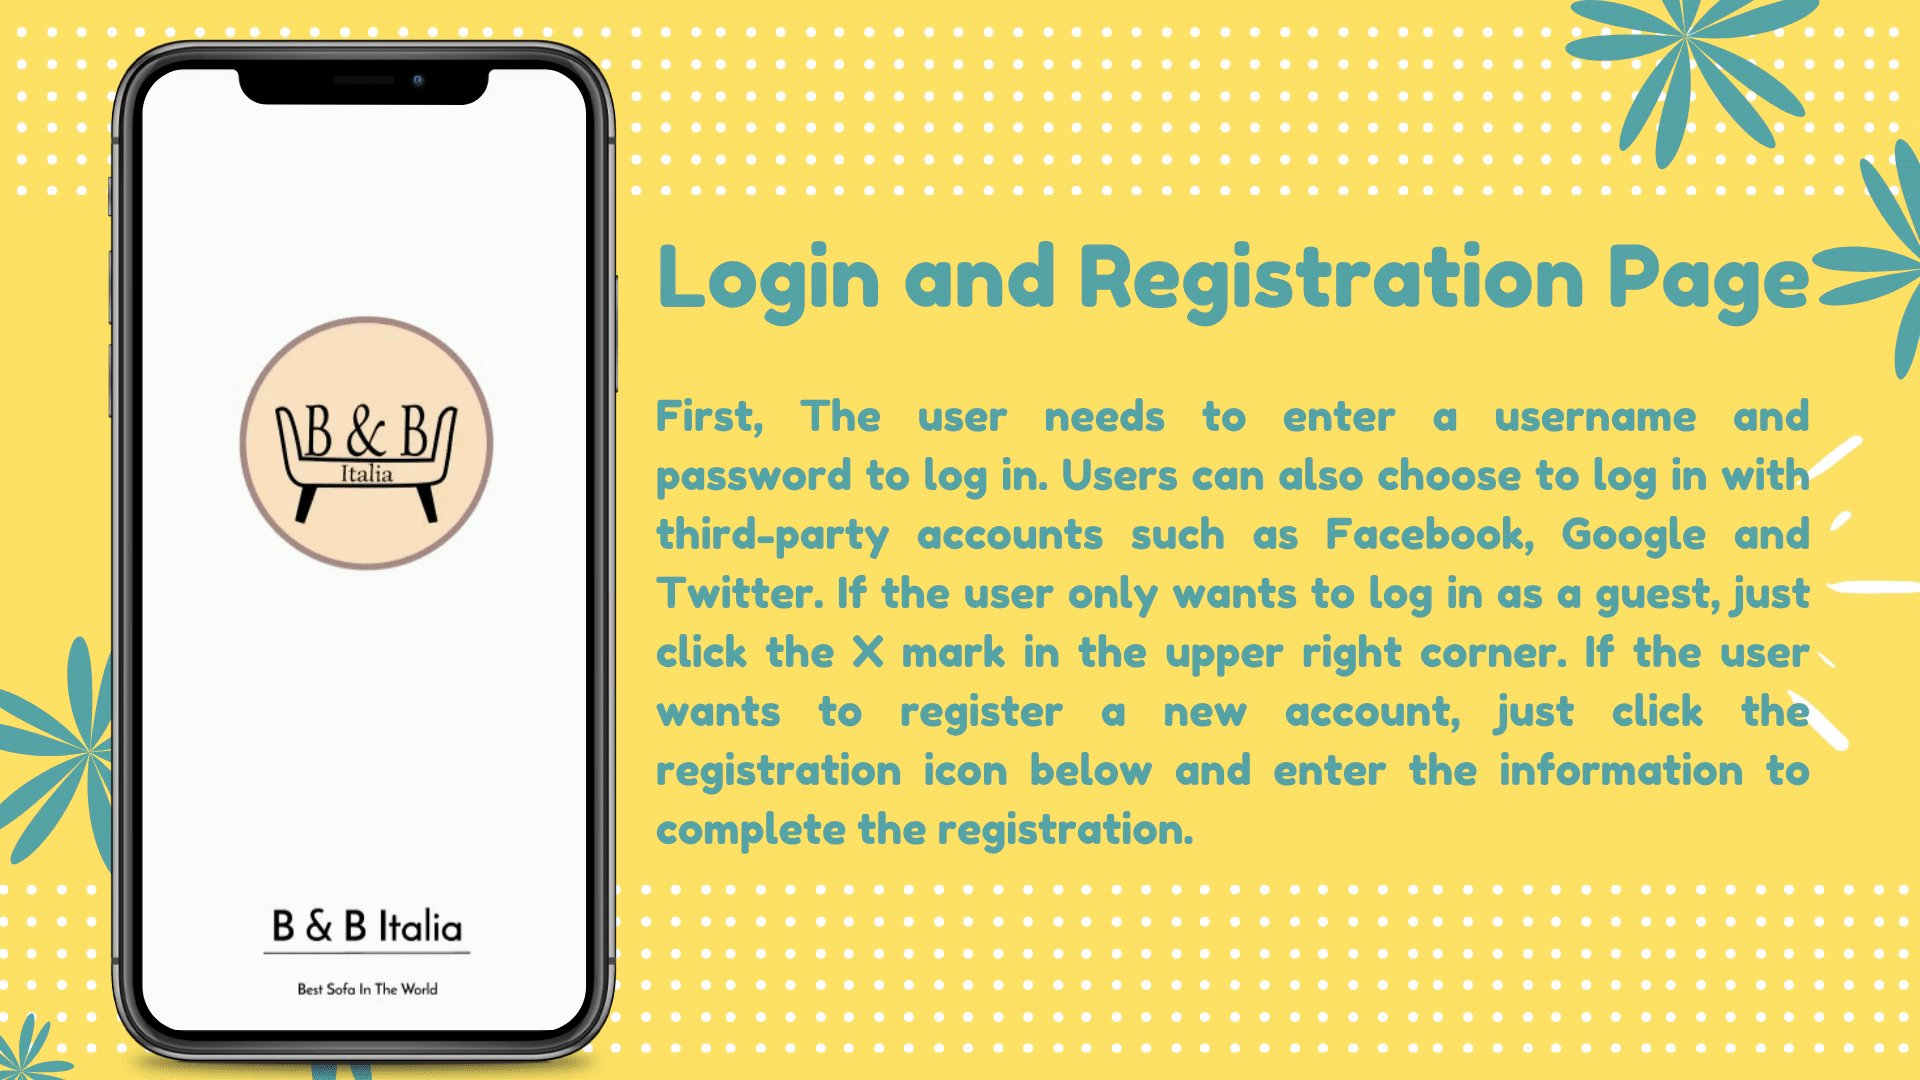 B & B
Italia
B & B Italia
Best Sofa In The World
Login and Registration Page
First, The user needs to enter a username and
password to log in. Users can also choose to log in with
third-party accounts such as Facebook, Google and
Twitter. If the user only wants to log in as a guest, just
click the X mark in the upper right corner. If the user
wants to register a new account, just click the
registration icon below and enter the information to
complete the registration.